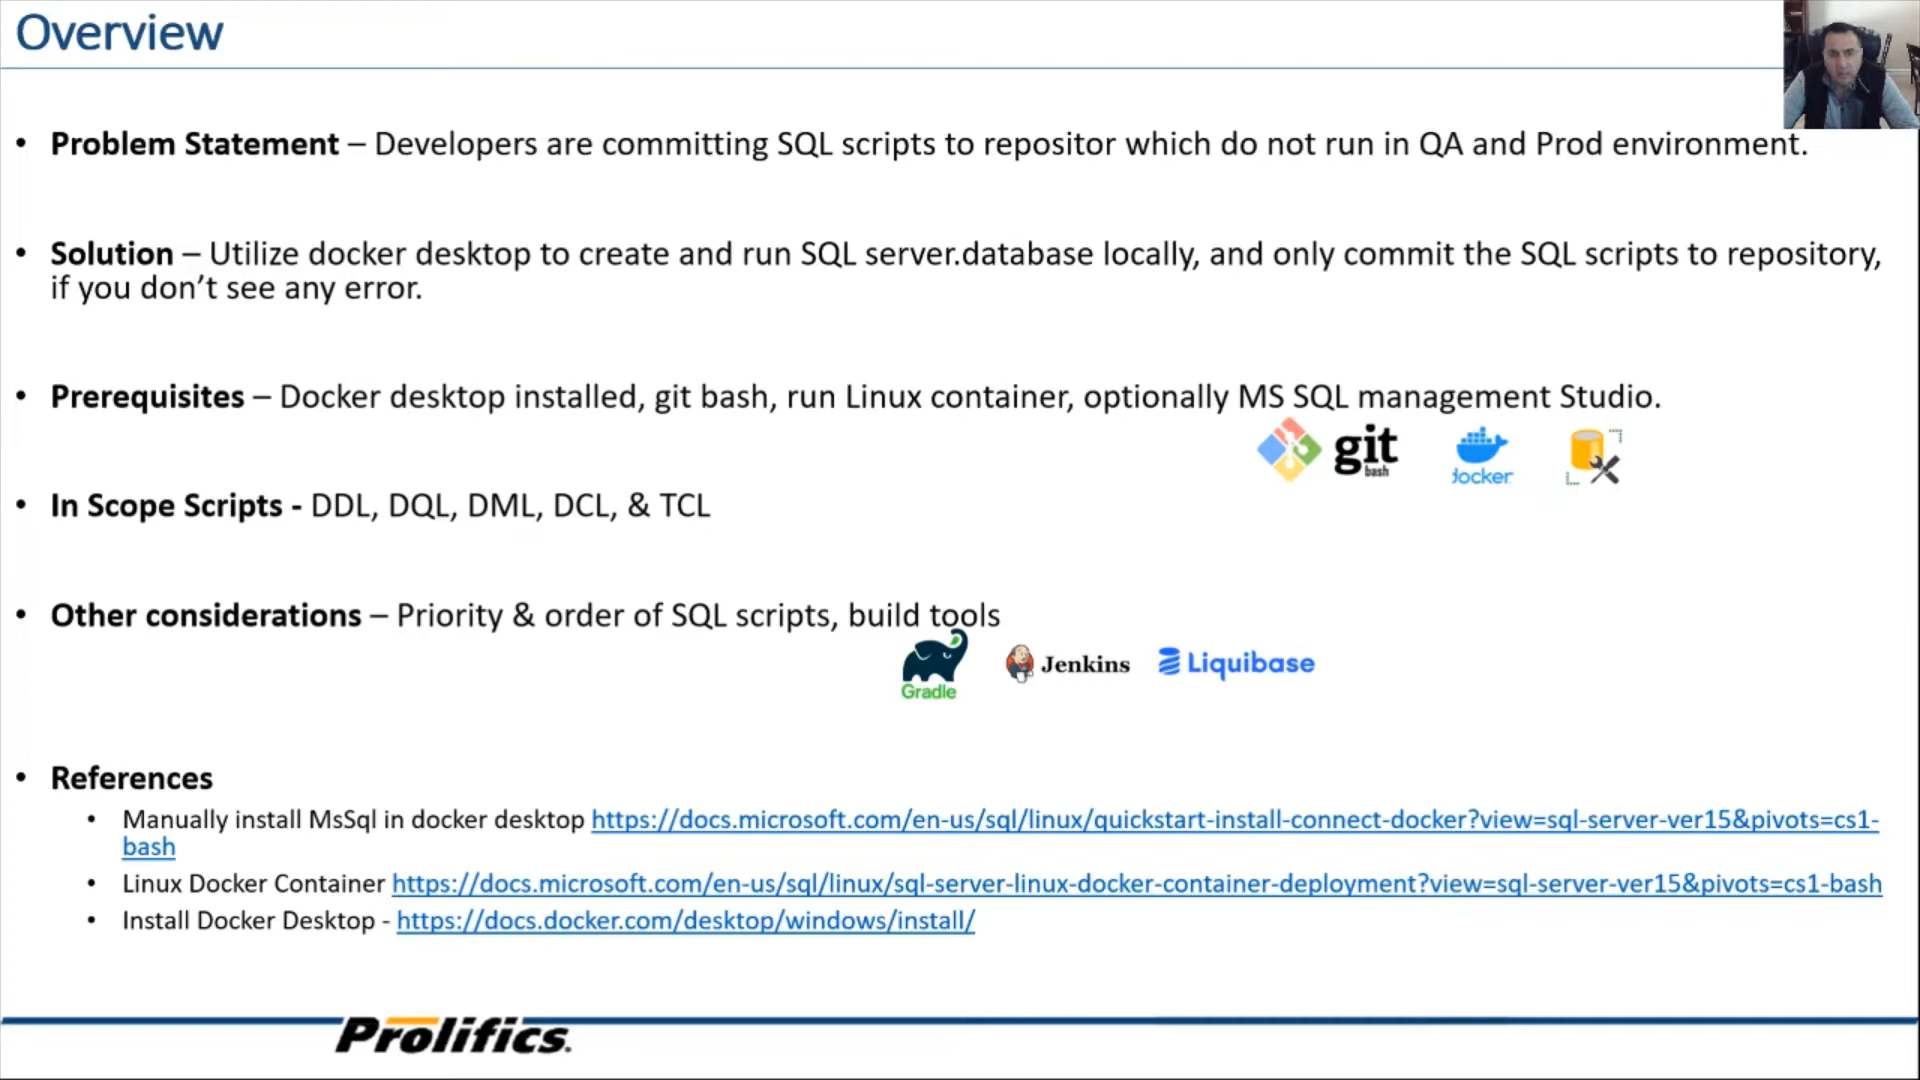 Overview
• Problem Statement – Developers are committing SQL scripts to repositor which do not run in QA and Prod environment.
• Solution – Utilize docker desktop to create and run SQL server.database locally, and only commit the SQL scripts to repository,
if you don’t see any error.
• Prerequisites – Docker desktop installed, git bash, run Linux container, optionally MS SQL management Studio.
git
bash
docker
• In Scope Scripts - DDL, DQL, DML, DCL, & TCL
• Other considerations – Priority & order of SQL scripts, build tools
Gradle
Jenkins
Liquibase
• References
• Manually install MsSql in docker desktop https://docs.microsoft.com/en-us/sql/linux/quickstart-install-connect-docker?view=sql-server-ver15&pivots=cs1-
bash
• Linux Docker Container https://docs.microsoft.com/en-us/sql/linux/sql-server-linux-docker-container-deployment?view=sql-server-ver15&pivots=cs1-bash
• Install Docker Desktop - https://docs.docker.com/desktop/windows/install/
Prolifics.